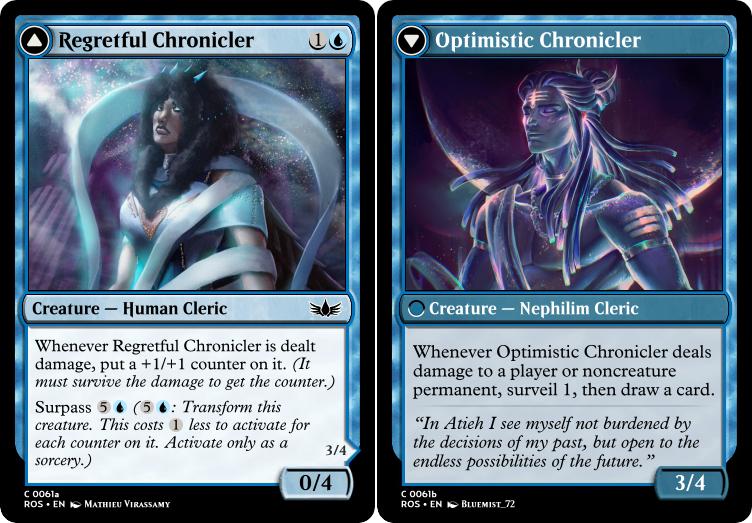 Regretful Chronicler 1
Creature — Human Cleric
Whenever Regretful Chronicler is dealt
damage, put a +1/+1 counter on it. (It
must survive the damage to get the counter.)
Surpass 5 (5: Transform this
creature. This costs 1 less to activate for
each counter on it. Activate only as a
sorcery.)
3/4
0/4
C 0061a
ROS • EN Mathieu Virassamy
Optimistic Chronicler
Creature — Nephilim Cleric
Whenever Optimistic Chronicler deals
damage to a player or noncreature
permanent, surveil 1, then draw a card.
“In Atieh I see myself not burdened by
the decisions of my past, but open to the
endless possibilities of the future.”
3/4
C 0061b
ROS • EN Bluemist_72